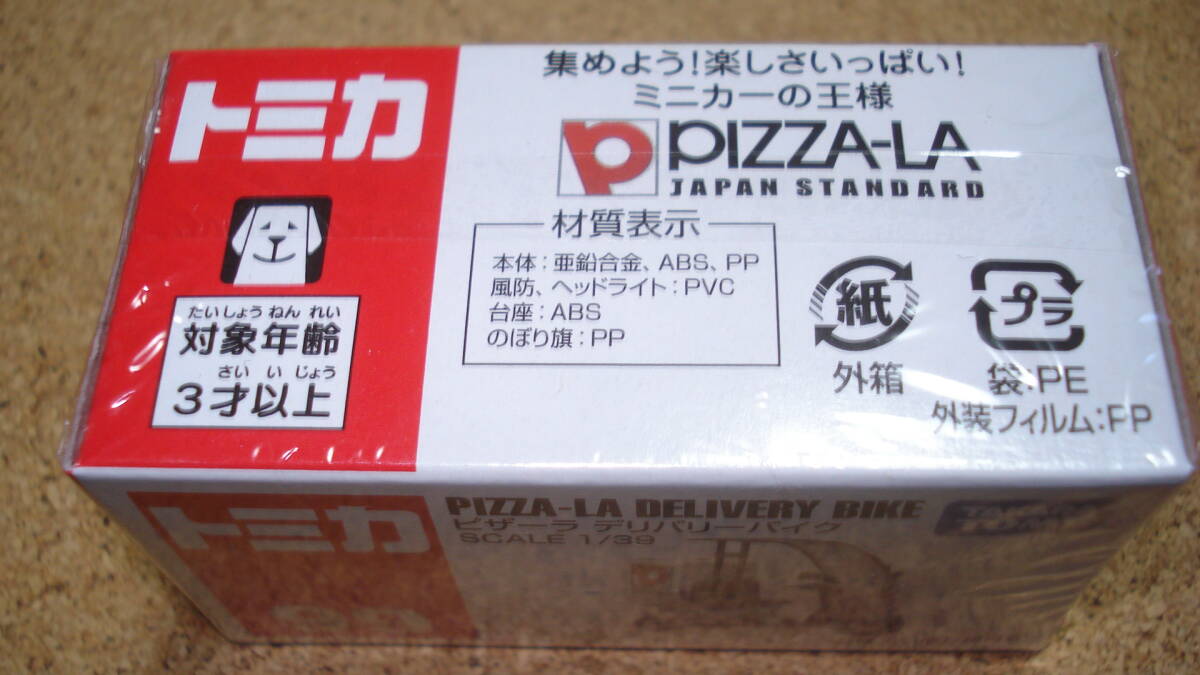 トミカ
集めよう!楽しさいっぱい!
ミニカーの王様
PIZZA-LA
JAPAN STANDARD
材質表示
本体:亜鉛合金、ABS、PP
風防、ヘッドライト:PVC
台座:ABS
のぼり旗:PP
たいしょうねんれい
対象年齢
さいいじょう
3才以上
紙
外箱
プラ
袋:PE
外装フィルム:PP
トミカ
PIZZA-LA DELIVERY BIKE
ピザーラ デリバリーバイク
SCALE 1/39